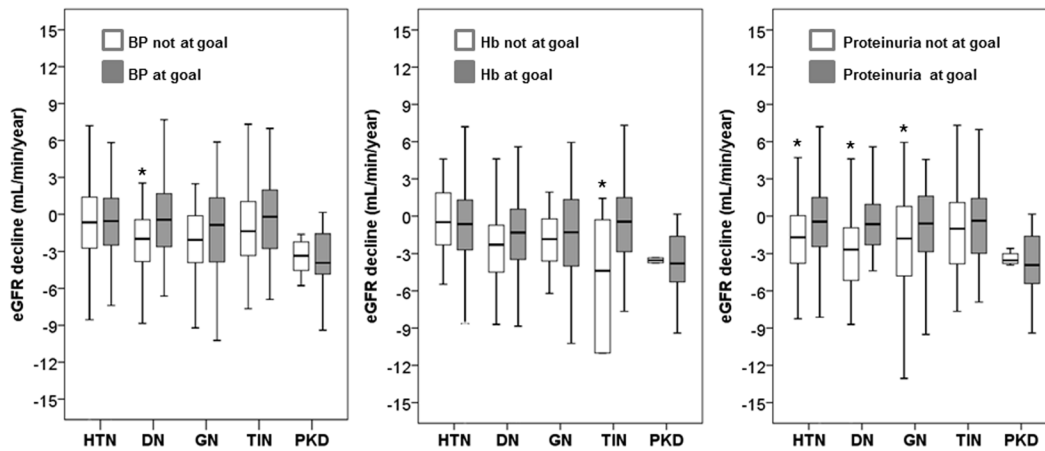 eGFR decline (mL/min/year)
15
12
9
6
3
0
-3
-6
-9
-12
-15
BP not at goal
BP at goal
*
HTN DN GN TIN PKD
eGFR decline (mL/min/year)
15
12
9
6
3
0
-3
-6
-9
-12
-15
Hb not at goal
Hb at goal
*
HTN DN GN TIN PKD
eGFR decline (mL/min/year)
15
12
9
6
3
0
-3
-6
-9
-12
-15
Proteinuria not at goal
Proteinuria at goal
* * *
HTN DN GN TIN PKD